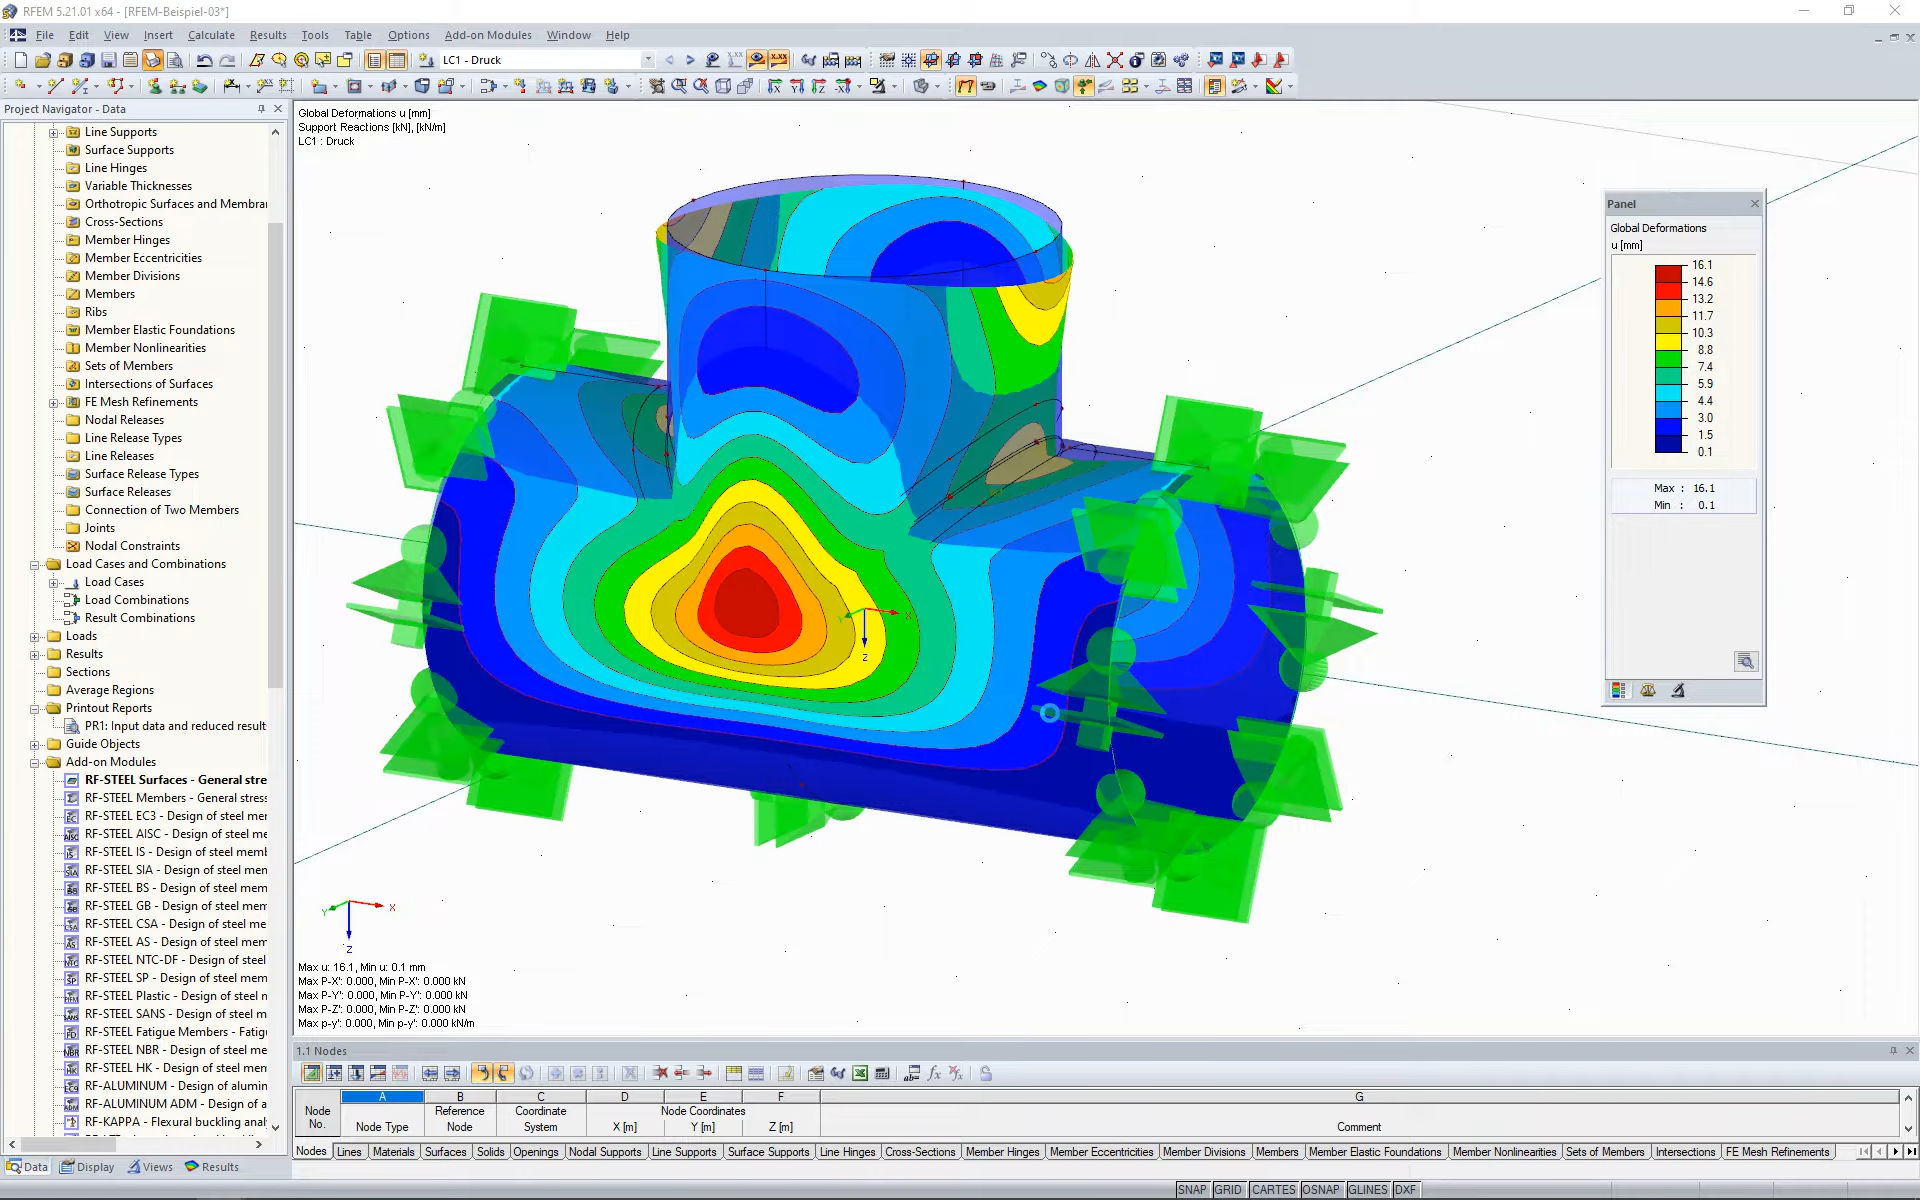 RFEM 5.21.01 x64 - [RFEM-Beispiel-03*]
File Edit View Insert Calculate Results Tools Table Options Add-on Modules Window Help
LC1 - Druck
Project Navigator - Data
Line Supports
Surface Supports
Line Hinges
Variable Thicknesses
Orthotropic Surfaces and Membra
Cross-Sections
Member Hinges
Member Eccentricities
Member Divisions
Members
Ribs
Member Elastic Foundations
Member Nonlinearities
Sets of Members
Intersections of Surfaces
FE Mesh Refinements
Nodal Releases
Line Release Types
Line Releases
Surface Release Types
Surface Releases
Connection of Two Members
Joints
Nodal Constraints
Load Cases and Combinations
Load Cases
Load Combinations
Result Combinations
Loads
Results
Sections
Average Regions
Printout Reports
PR1: Input data and reduced result
Guide Objects
Add-on Modules
RF-STEEL Surfaces - General stre
RF-STEEL Members - General stress
RF-STEEL EC3 - Design of steel mer
RF-STEEL AISC - Design of steel me
RF-STEEL IS - Design of steel memb
RF-STEEL SIA - Design of steel men
RF-STEEL BS - Design of steel mem
RF-STEEL GB - Design of steel mem
RF-STEEL CSA - Design of steel me
RF-STEEL AS - Design of steel mem
RF-STEEL NTC-DF - Design of steel
RF-STEEL SP - Design of steel mem
RF-STEEL Plastic - Design of steel n
RF-STEEL SANS - Design of steel m
RF-STEEL Fatigue Members - Fatigu
RF-STEEL NBR - Design of steel me
RF-STEEL HK - Design of steel mem
RF-ALUMINUM - Design of alumin
RF-ALUMINUM ADM - Design of a
RF-KAPPA - Flexural buckling anal
Data Display Views Results
Global Deformations u [mm]
Support Reactions [kN], [kN/m]
LC1 : Druck
Y X Z
Y X
Z
Max u: 16.1, Min u: 0.1 mm
Max P-X': 0.000, Min P-X': 0.000 kN
Max P-Y': 0.000, Min P-Y': 0.000 kN
Max P-Z': 0.000, Min P-Z': 0.000 kN
Max p-y': 0.000, Min p-y': 0.000 kN/m
Panel
Global Deformations
u [mm]
16.1
14.6
13.2
11.7
10.3
8.8
7.4
5.9
4.4
3.0
1.5
0.1
Max : 16.1
Min : 0.1
1.1 Nodes
A B C D E F G
Node Reference Coordinate Node Coordinates
No. Node Type Node System X [m] Y [m] Z [m] Comment
Nodes Lines Materials Surfaces Solids Openings Nodal Supports Line Supports Surface Supports Line Hinges Cross-Sections Member Hinges Member Eccentricities Member Divisions Members Member Elastic Foundations Member Nonlinearities Sets of Members Intersections FE Mesh Refinements
SNAP GRID CARTES OSNAP GLINES DXF